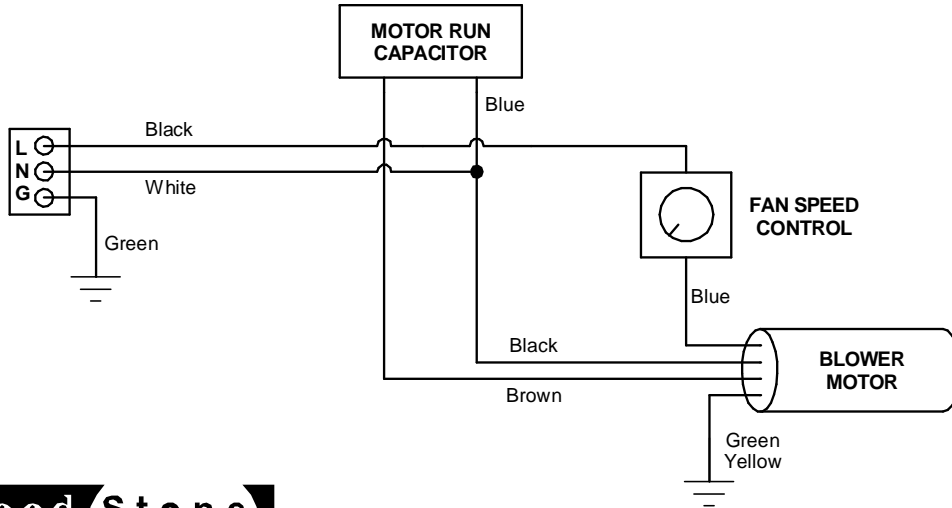 MOTOR RUN
CAPACITOR
Blue
Black
L
N
G
White
Green
FAN SPEED
CONTROL
Blue
Black
Brown
BLOWER
MOTOR
Green
Yellow